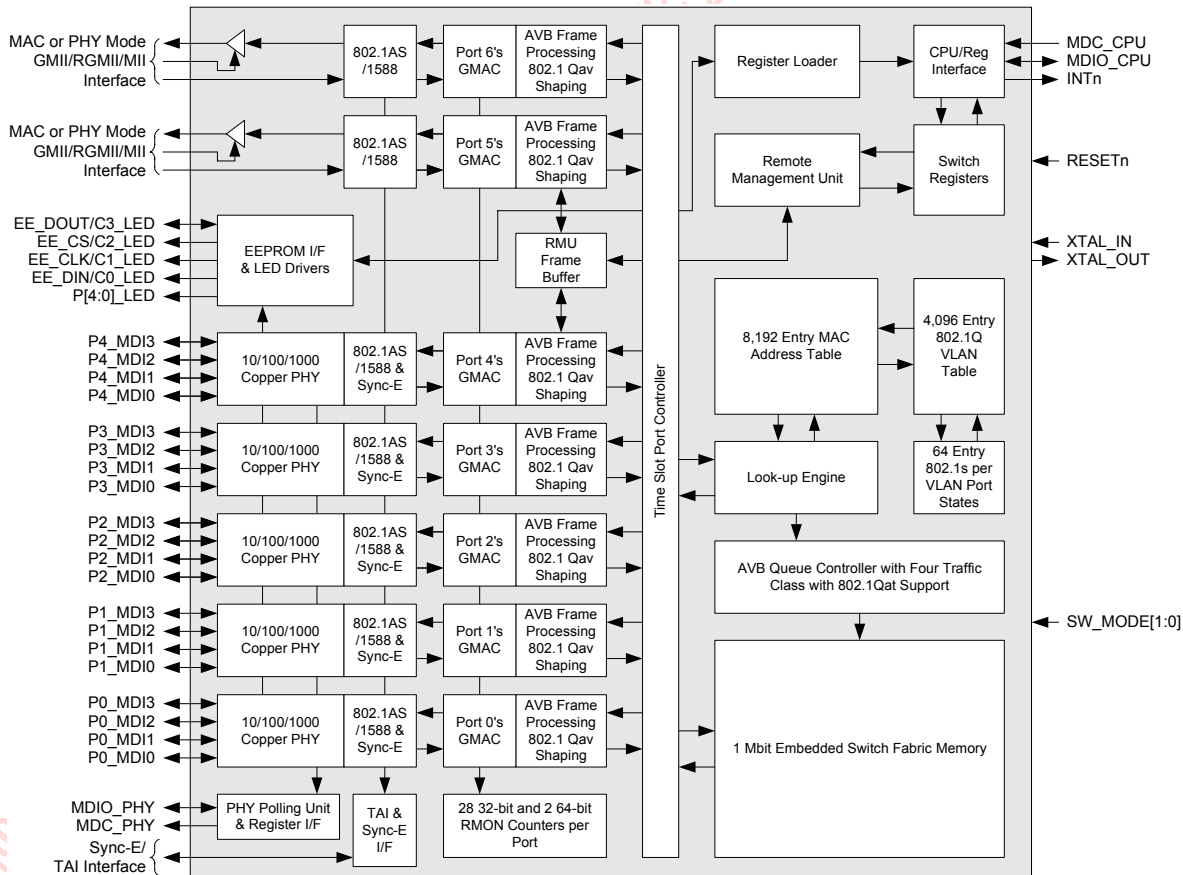 MAC or PHY Mode
GMII/RGMII/MII
Interface
802.1AS
/1588
Port 6's
GMAC
AVB Frame
Processing
802.1 Qav
Shaping
MAC or PHY Mode
GMII/RGMII/MII
Interface
802.1AS
/1588
Port 5's
GMAC
AVB Frame
Processing
802.1 Qav
Shaping
EE_DOUT/C3_LED
EE_CS/C2_LED
EE_CLK/C1_LED
EE_DIN/C0_LED
P[4:0]_LED
EEPROM I/F
& LED Drivers
RMU
Frame
Buffer
P4_MDI3
P4_MDI2
P4_MDI1
P4_MDI0
10/100/1000
Copper PHY
802.1AS
/1588 &
Sync-E
Port 4's
GMAC
AVB Frame
Processing
802.1 Qav
Shaping
P3_MDI3
P3_MDI2
P3_MDI1
P3_MDI0
10/100/1000
Copper PHY
802.1AS
/1588 &
Sync-E
Port 3's
GMAC
AVB Frame
Processing
802.1 Qav
Shaping
P2_MDI3
P2_MDI2
P2_MDI1
P2_MDI0
10/100/1000
Copper PHY
802.1AS
/1588 &
Sync-E
Port 2's
GMAC
AVB Frame
Processing
802.1 Qav
Shaping
P1_MDI3
P1_MDI2
P1_MDI1
P1_MDI0
10/100/1000
Copper PHY
802.1AS
/1588 &
Sync-E
Port 1's
GMAC
AVB Frame
Processing
802.1 Qav
Shaping
P0_MDI3
P0_MDI2
P0_MDI1
P0_MDI0
10/100/1000
Copper PHY
802.1AS
/1588 &
Sync-E
Port 0's
GMAC
AVB Frame
Processing
802.1 Qav
Shaping
MDIO_PHY
MDC_PHY
Sync-E/
TAI Interface
PHY Polling Unit
& Register I/F
TAI &
Sync-E
I/F
28 32-bit and 2 64-bit
RMON Counters per
Port
Time Slot Port Controller
Register Loader
CPU/Reg
Interface
MDC_CPU
MDIO_CPU
INTn
Remote
Management Unit
Switch
Registers
RESETn
XTAL_IN
XTAL_OUT
8,192 Entry MAC
Address Table
4,096 Entry
802.1Q
VLAN
Table
Look-up Engine
64 Entry
802.1s per
VLAN Port
States
AVB Queue Controller with Four Traffic
Class with 802.1Qat Support
SW_MODE[1:0]
1 Mbit Embedded Switch Fabric Memory